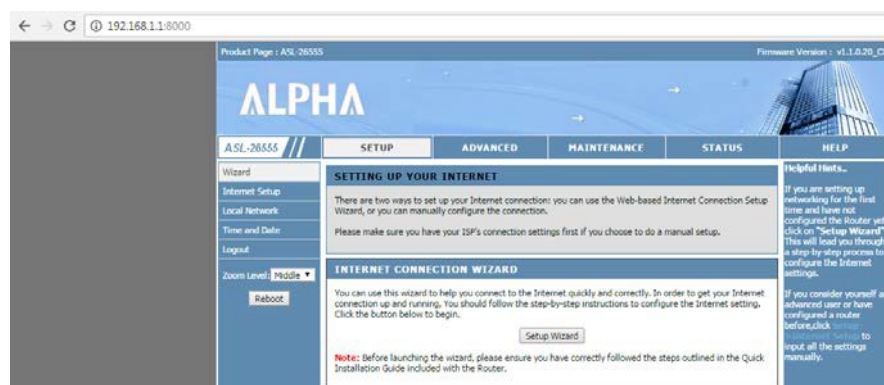 192.168.1.1:8000
Product Page : ASL-26555
Firmware Version : v1.1.0.20_C
ALPHA
ASL-26555
SETUP
ADVANCED
MAINTENANCE
STATUS
HELP
Wizard
Internet Setup
Local Network
Time and Date
Logout
Zoom Level: Middle
Reboot
SETTING UP YOUR INTERNET
There are two ways to set up your Internet connection: you can use the Web-based Internet Connection Setup
Wizard, or you can manually configure the connection.
Please make sure you have your ISP's connection settings first if you choose to do a manual setup.
INTERNET CONNECTION WIZARD
You can use this wizard to help you connect to the Internet quickly and correctly. In order to get your Internet
connection up and running, You should follow the step-by-step instructions to configure the Internet setting.
Click the button below to begin.
Setup Wizard
Note: Before launching the wizard, please ensure you have correctly followed the steps outlined in the Quick
Installation Guide included with the Router.
Helpful Hints..
If you are setting up
networking for the first
time and have not
configured the Router yet
click on "Setup Wizard"
This will lead you through
a step-by-step process to
configure the Internet
settings.
If you consider yourself a
advanced user or have
configured a router
before,click Setup
->Internet Setup to
input all the settings
manually.